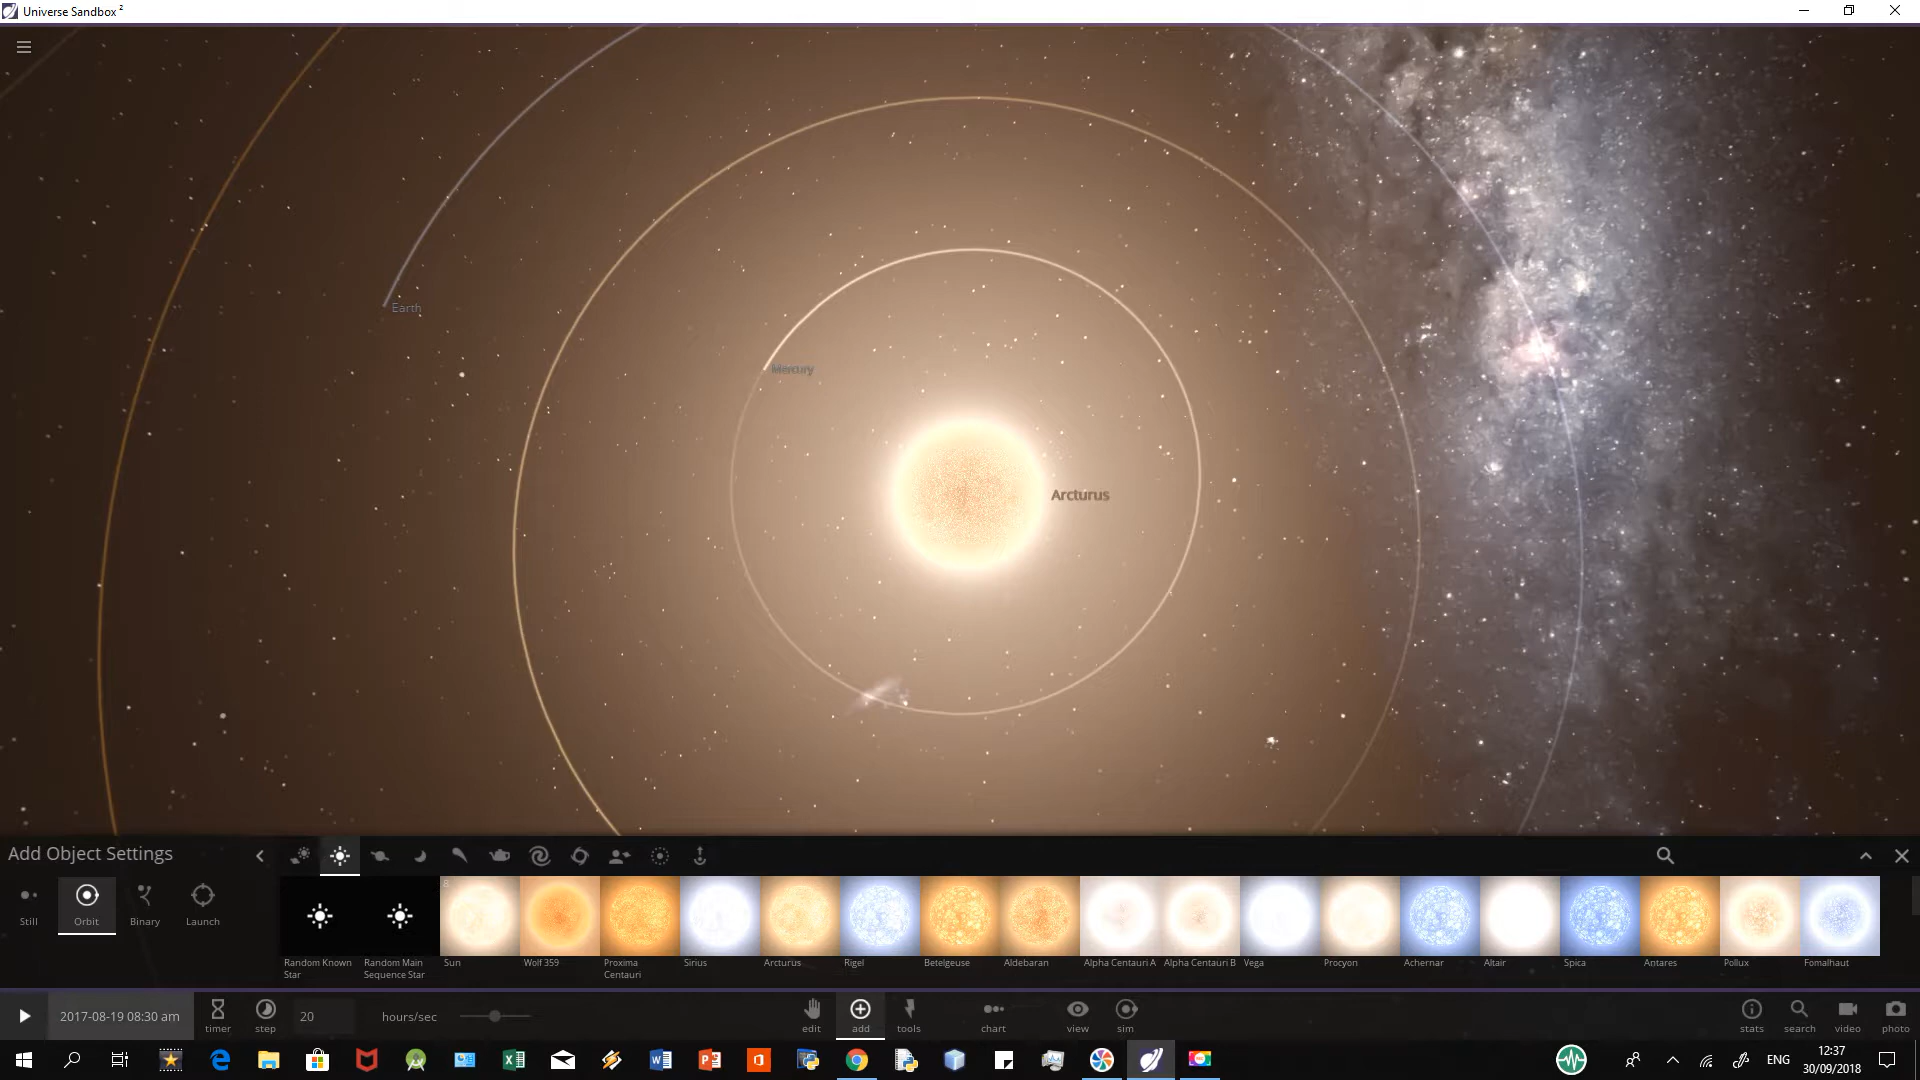 Universe Sandbox ²
Earth
Mercury
Arcturus
Add Object Settings
Still
Orbit
Binary
Launch
Random Known
Star
Random Main
Sequence Star
Sun
Wolf 359
Proxima
Centauri
Sirius
Arcturus
Rigel
Betelgeuse
Aldebaran
Alpha Centauri A
Alpha Centauri B
Vega
Procyon
Achernar
Altair
Spica
Antares
Pollux
Fomalhaut
2017-08-19 08:30 am
timer
step
20
hours/sec
edit
add
tools
chart
view
sim
stats
search
video
photo
ENG
12:37
30/09/2018